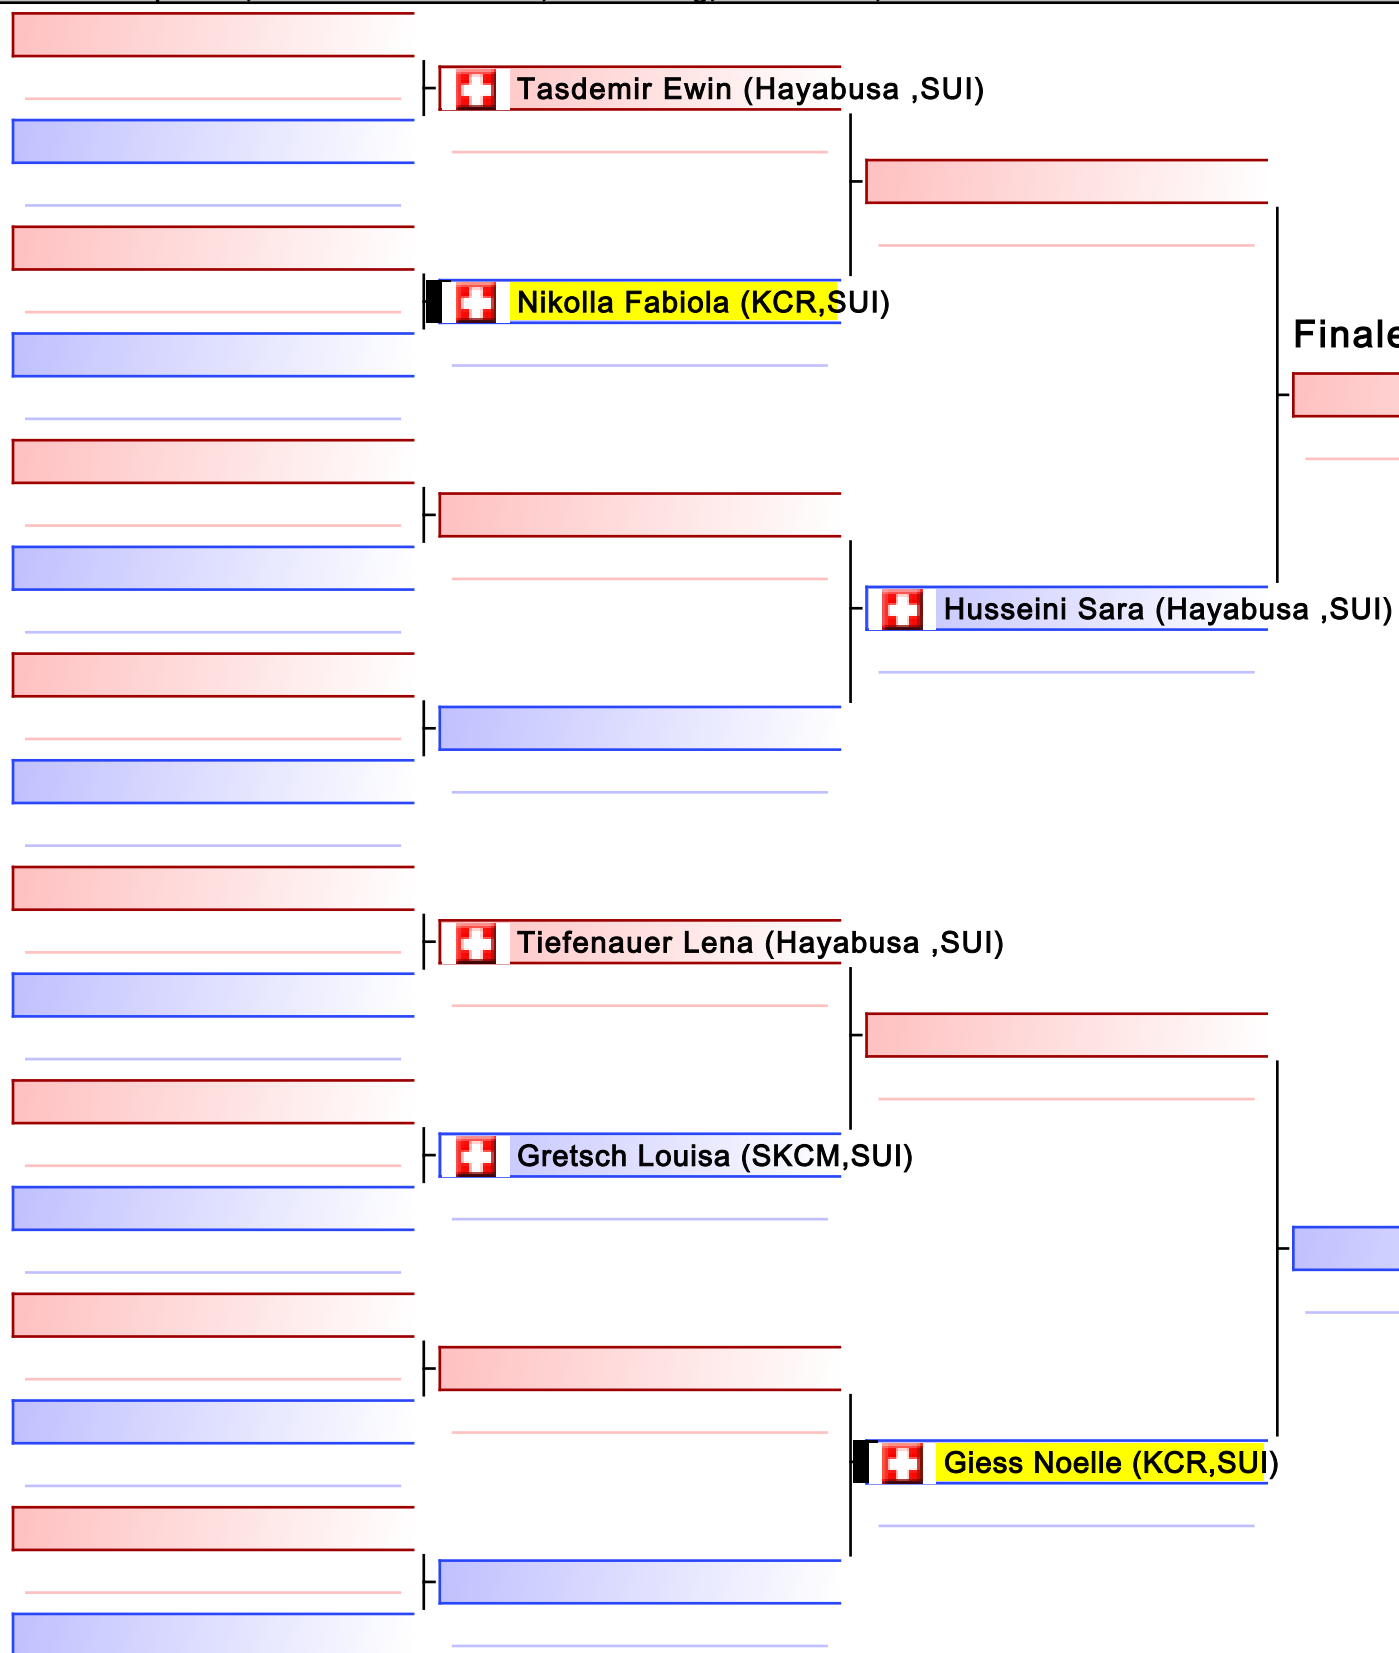 Tasdemir Ewin (Hayabusa ,SUI)
Nikolla Fabiola (KCR,SUI)
Finale
Husseini Sara (Hayabusa ,SUI)
Tiefenauer Lena (Hayabusa ,SUI)
Gretsch Louisa (SKCM,SUI)
Giess Noelle (KCR,SUI)